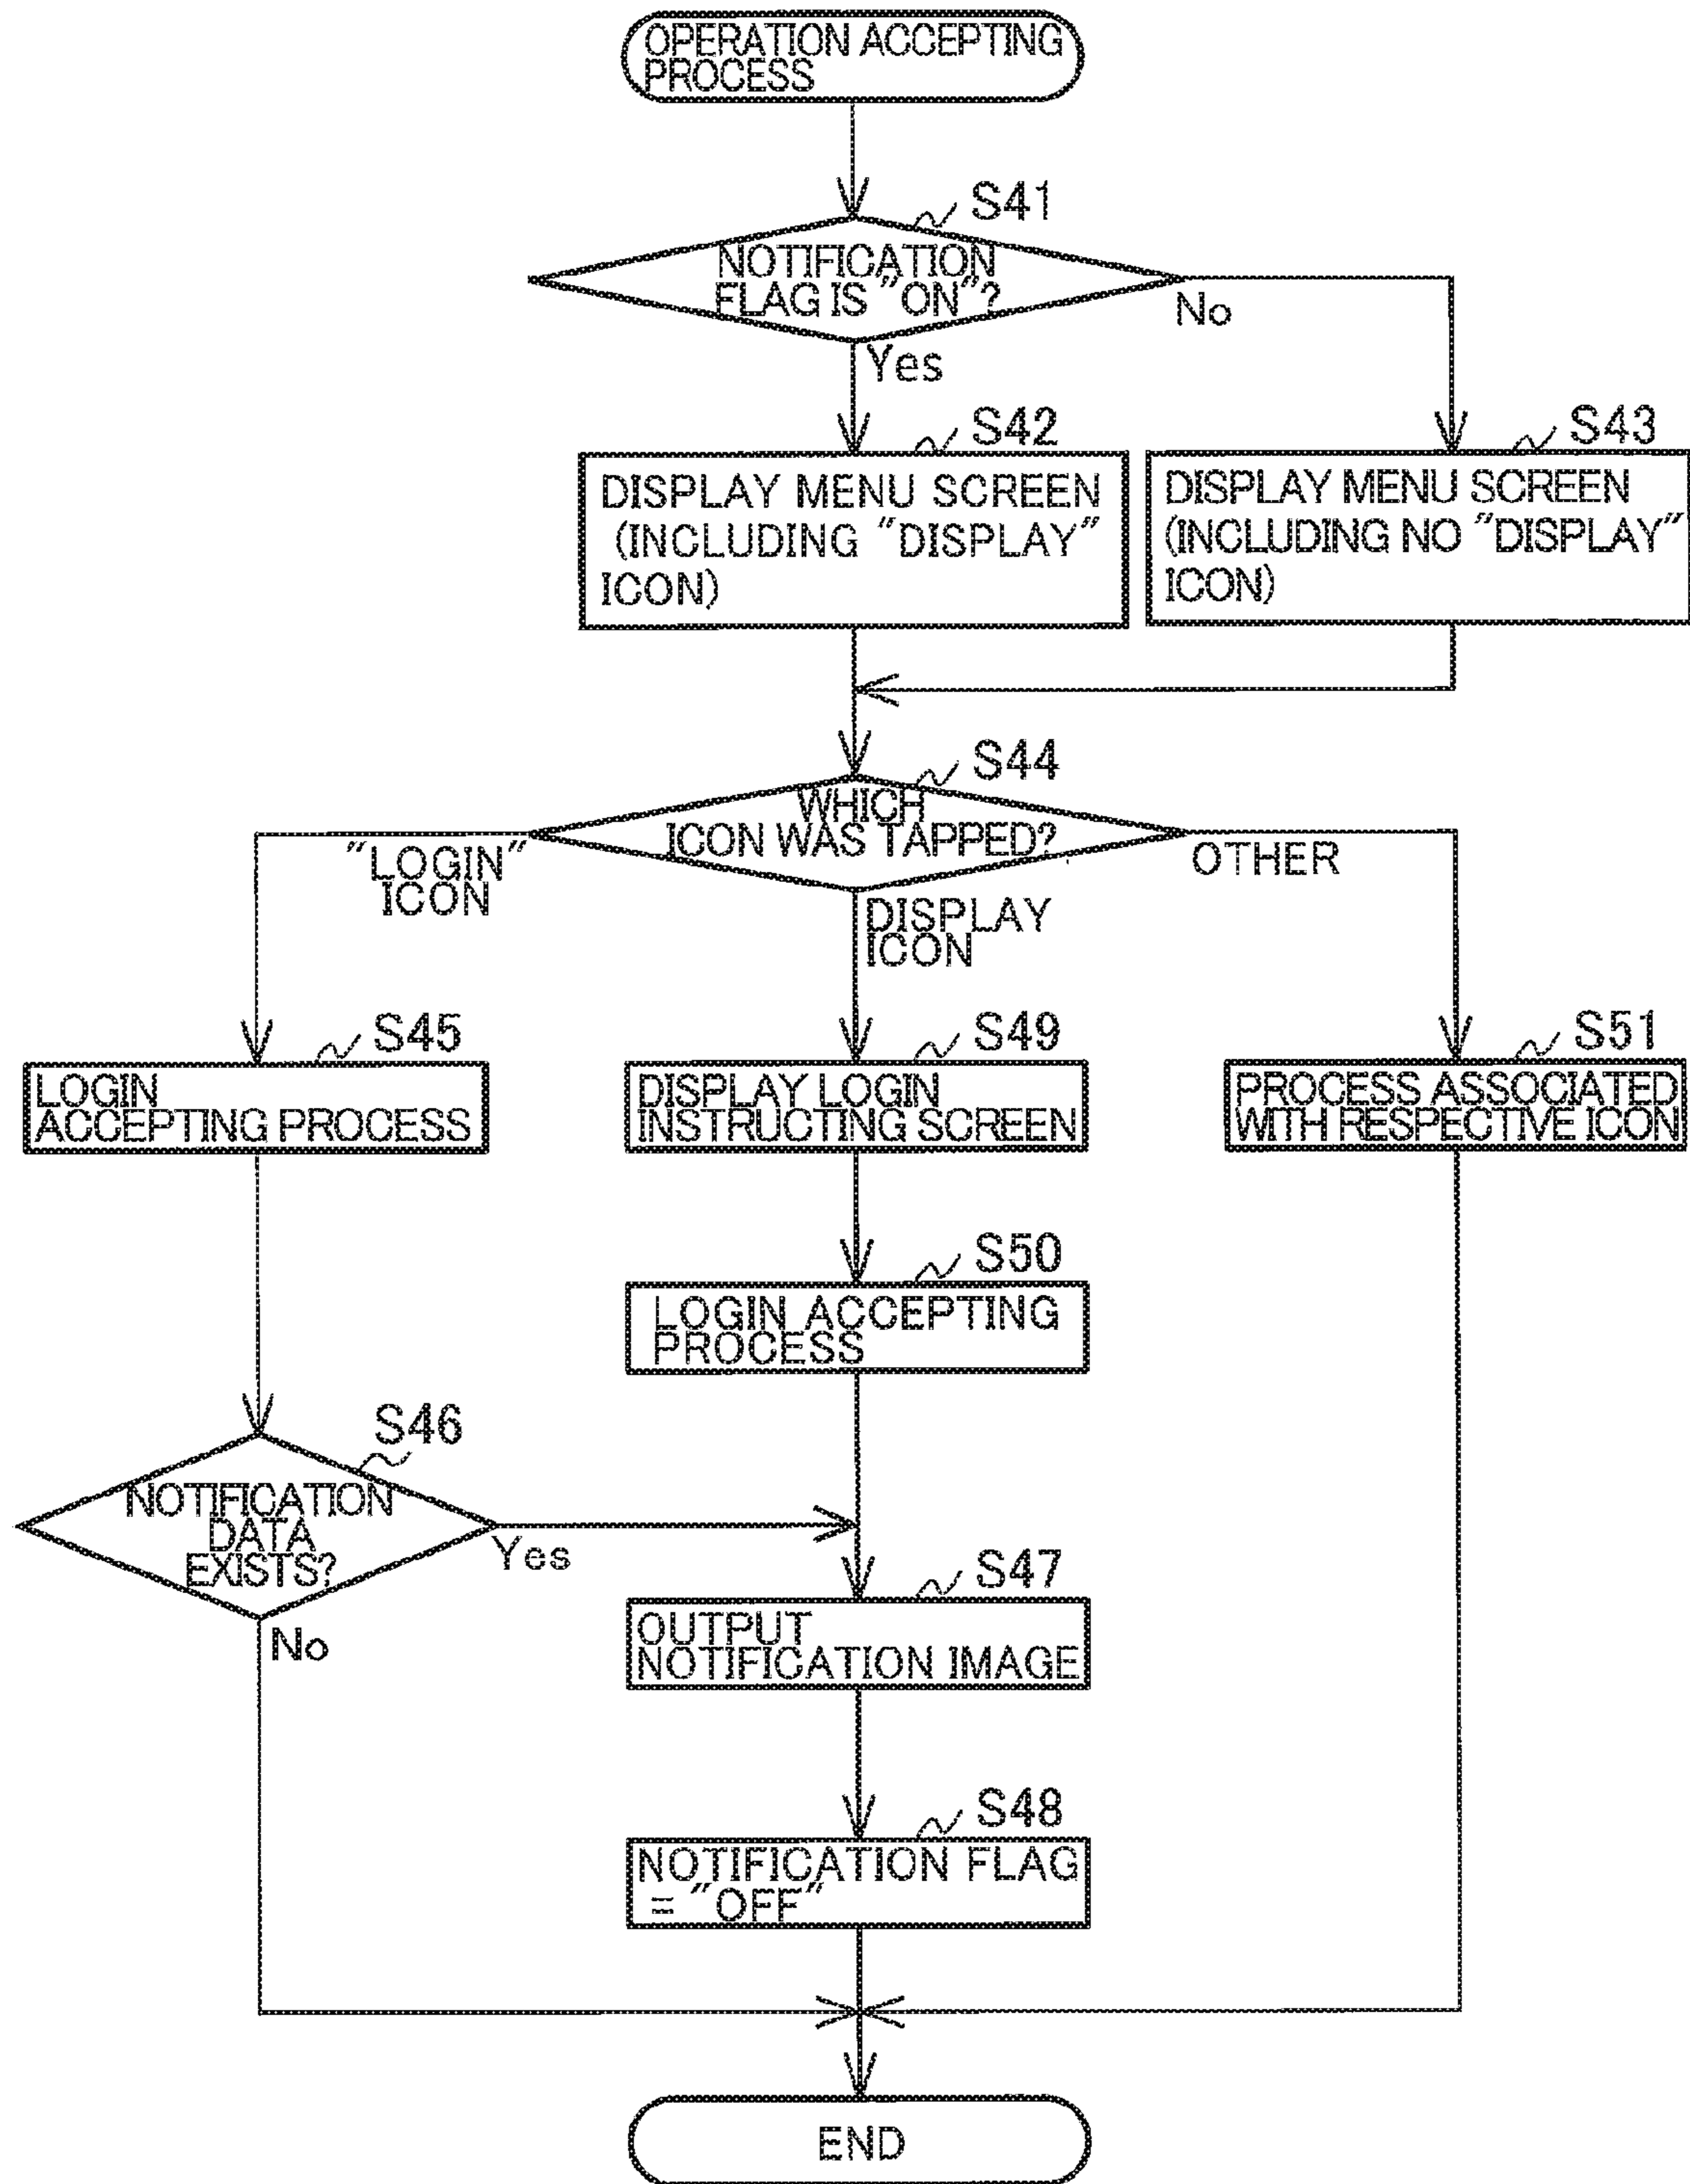 OPERATION ACCEPTING
PROCESS
S41
NOTIFICATION
FLAG IS "ON"?
No
Yes
S42
DISPLAY MENU SCREEN
(INCLUDING "DISPLAY"
ICON)
S43
DISPLAY MENU SCREEN
(INCLUDING NO "DISPLAY"
ICON)
S44
WHICH
ICON WAS TAPPED?
"LOGIN"
ICON
DISPLAY
ICON
OTHER
S45
LOGIN
ACCEPTING PROCESS
S49
DISPLAY LOGIN
INSTRUCTING SCREEN
S51
PROCESS ASSOCIATED
WITH RESPECTIVE ICON
S50
LOGIN ACCEPTING
PROCESS
S46
NOTIFICATION
DATA
EXISTS?
Yes
No
S47
OUTPUT
NOTIFICATION IMAGE
S48
NOTIFICATION FLAG
= "OFF"
END